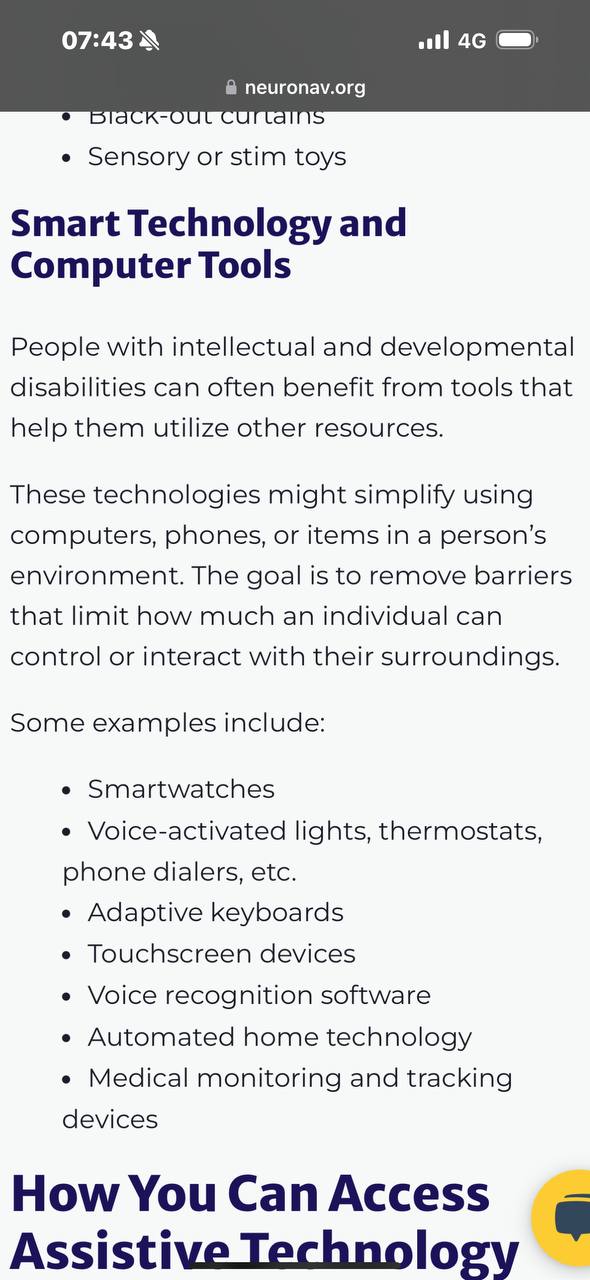 07:43
4G
neuronav.org
• Black-out curtains
• Sensory or stim toys
Smart Technology and
Computer Tools
People with intellectual and developmental
disabilities can often benefit from tools that
help them utilize other resources.
These technologies might simplify using
computers, phones, or items in a person’s
environment. The goal is to remove barriers
that limit how much an individual can
control or interact with their surroundings.
Some examples include:
• Smartwatches
• Voice-activated lights, thermostats,
phone dialers, etc.
• Adaptive keyboards
• Touchscreen devices
• Voice recognition software
• Automated home technology
• Medical monitoring and tracking
devices
How You Can Access
Assistive Technology